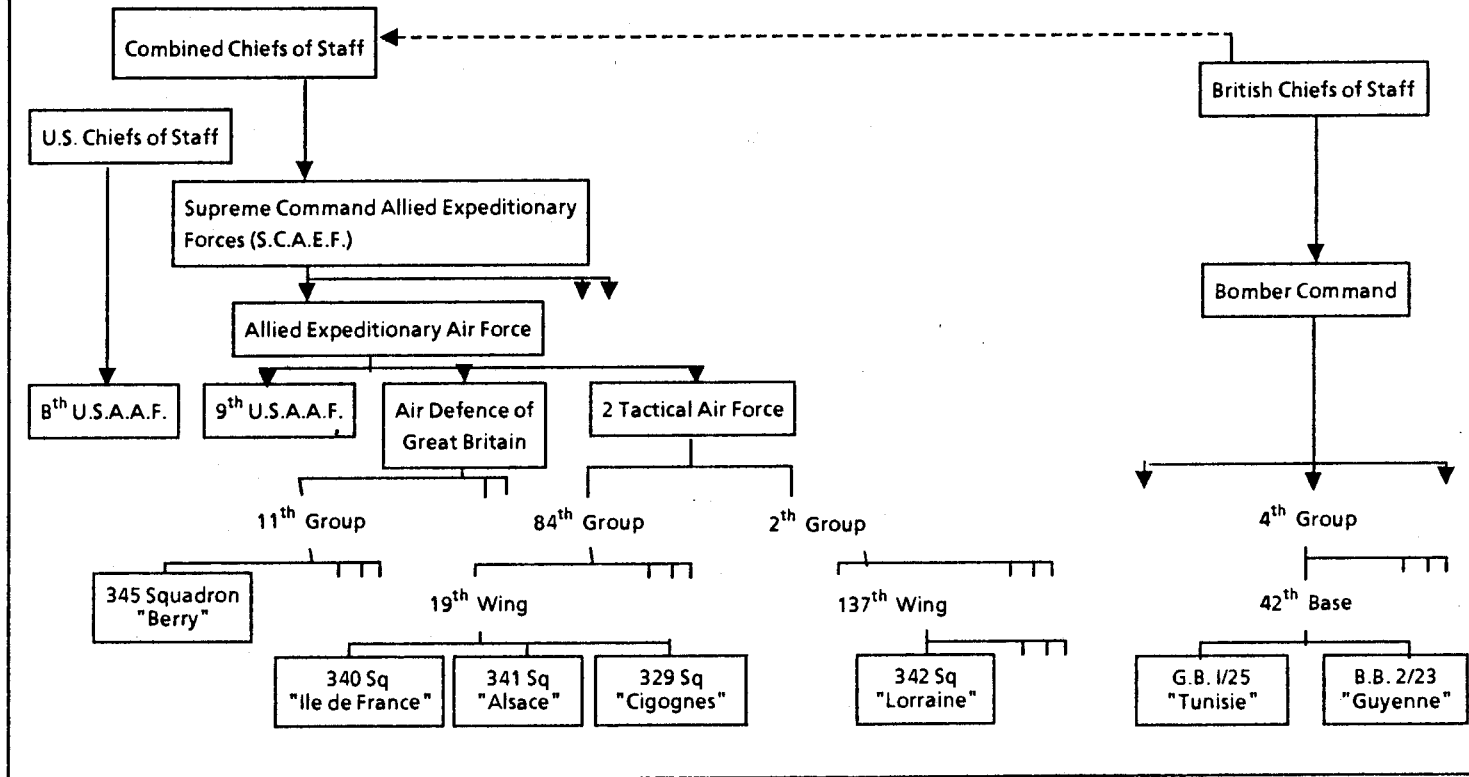 Combined Chiefs of Staff
British Chiefs of Staff
U.S. Chiefs of Staff
Supreme Command Allied Expeditionary
Forces (S.C.A.E.F.)
Bomber Command
Allied Expeditionary Air Force
8th U.S.A.A.F.
9th U.S.A.A.F.
Air Defence of
Great Britain
2 Tactical Air Force
11th Group
84th Group
2th Group
4th Group
345 Squadron
"Berry"
19th Wing
137th Wing
42th Base
340 Sq
"Ile de France"
341 Sq
"Alsace"
329 Sq
"Cigognes"
342 Sq
"Lorraine"
G.B. I/25
"Tunisie"
B.B. 2/23
"Guyenne"